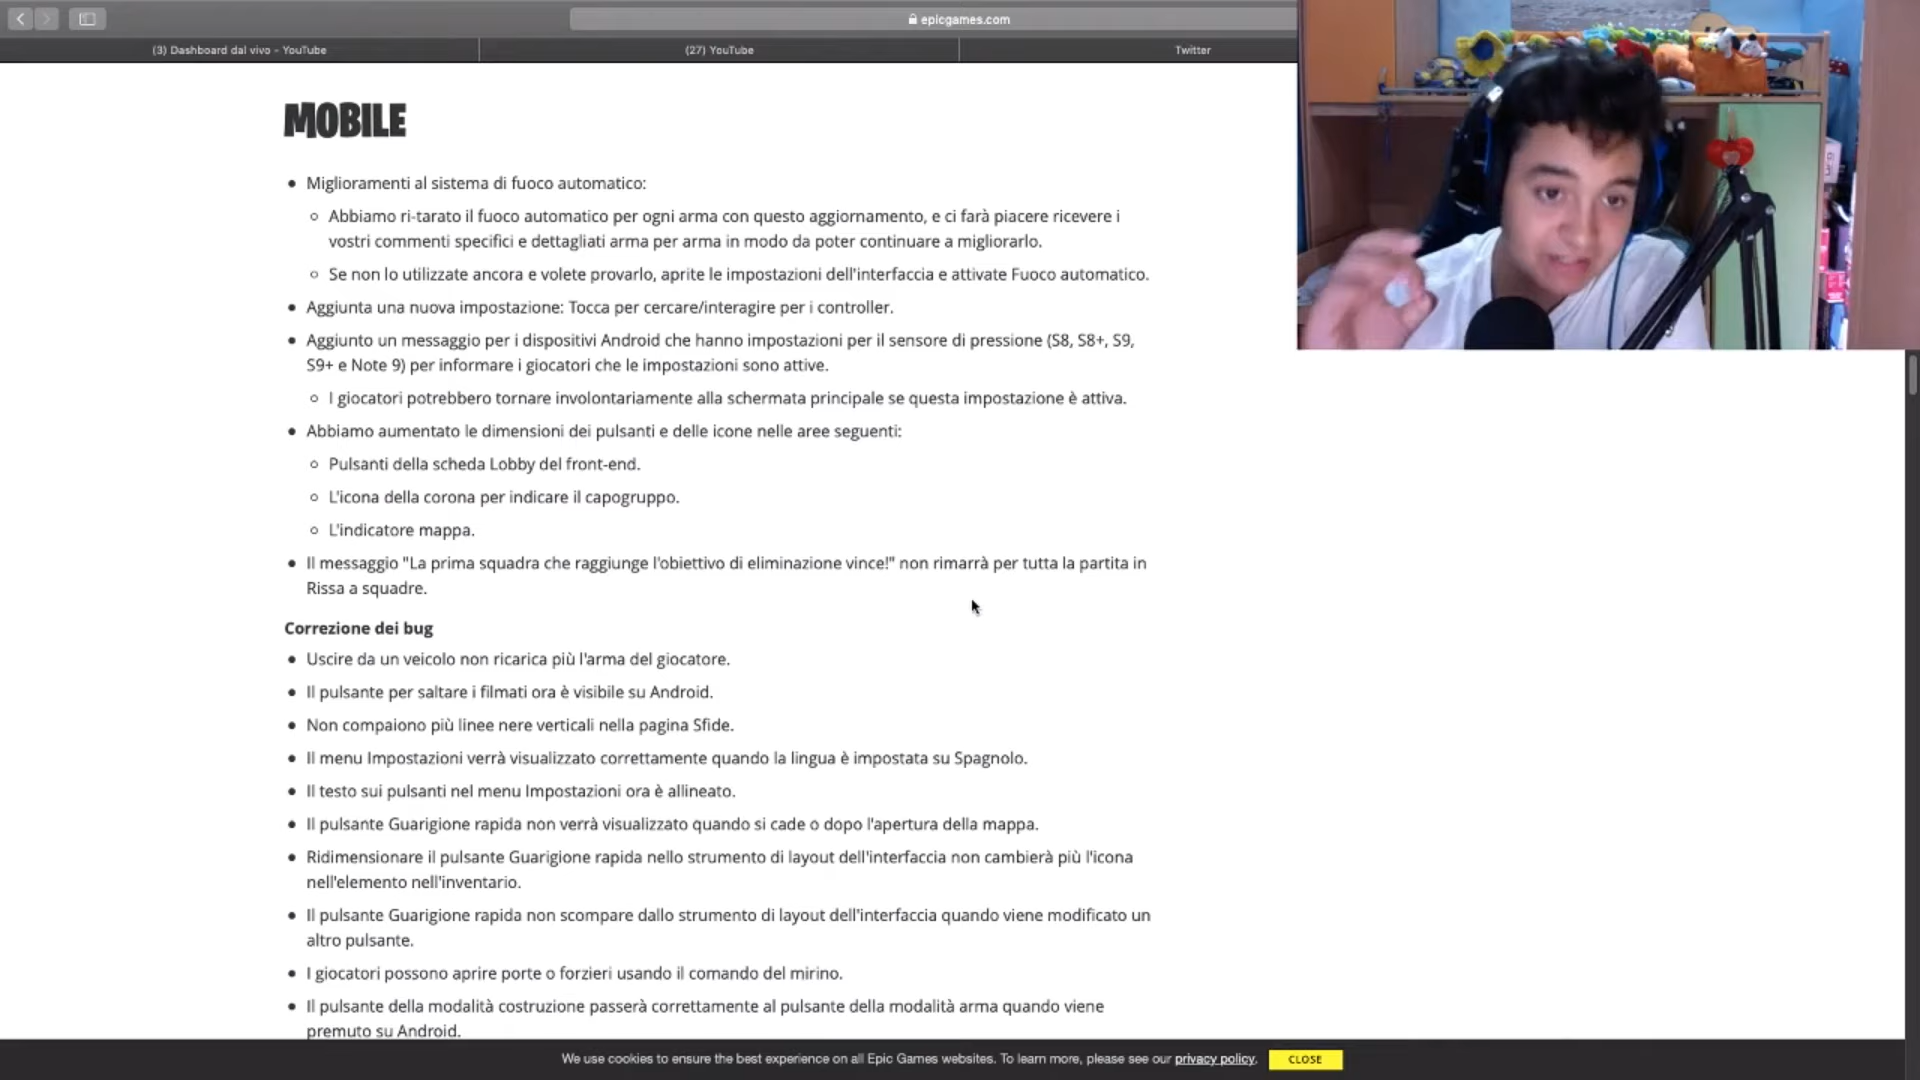 epicgames.com
(3) Dashboard dal vivo - YouTube
(27) YouTube
Twitter
MOBILE
Miglioramenti al sistema di fuoco automatico:
Abbiamo ri-tarato il fuoco automatico per ogni arma con questo aggiornamento, e ci farà piacere ricevere i
vostri commenti specifici e dettagliati arma per arma in modo da poter continuare a migliorarlo.
Se non lo utilizzate ancora e volete provarlo, aprite le impostazioni dell'interfaccia e attivate Fuoco automatico.
Aggiunta una nuova impostazione: Tocca per cercare/interagire per i controller.
Aggiunto un messaggio per i dispositivi Android che hanno impostazioni per il sensore di pressione (S8, S8+, S9,
S9+ e Note 9) per informare i giocatori che le impostazioni sono attive.
I giocatori potrebbero tornare involontariamente alla schermata principale se questa impostazione è attiva.
Abbiamo aumentato le dimensioni dei pulsanti e delle icone nelle aree seguenti:
Pulsanti della scheda Lobby del front-end.
L'icona della corona per indicare il capogruppo.
L'indicatore mappa.
Il messaggio "La prima squadra che raggiunge l'obiettivo di eliminazione vince!" non rimarrà per tutta la partita in
Rissa a squadre.
Correzione dei bug
Uscire da un veicolo non ricarica più l'arma del giocatore.
Il pulsante per saltare i filmati ora è visibile su Android.
Non compaiono più linee nere verticali nella pagina Sfide.
Il menu Impostazioni verrà visualizzato correttamente quando la lingua è impostata su Spagnolo.
Il testo sui pulsanti nel menu Impostazioni ora è allineato.
Il pulsante Guarigione rapida non verrà visualizzato quando si cade o dopo l'apertura della mappa.
Ridimensionare il pulsante Guarigione rapida nello strumento di layout dell'interfaccia non cambierà più l'icona
nell'elemento nell'inventario.
Il pulsante Guarigione rapida non scompare dallo strumento di layout dell'interfaccia quando viene modificato un
altro pulsante.
I giocatori possono aprire porte o forzieri usando il comando del mirino.
Il pulsante della modalità costruzione passerà correttamente al pulsante della modalità arma quando viene
premuto su Android.
We use cookies to ensure the best experience on all Epic Games websites. To learn more, please see our privacy policy. CLOSE